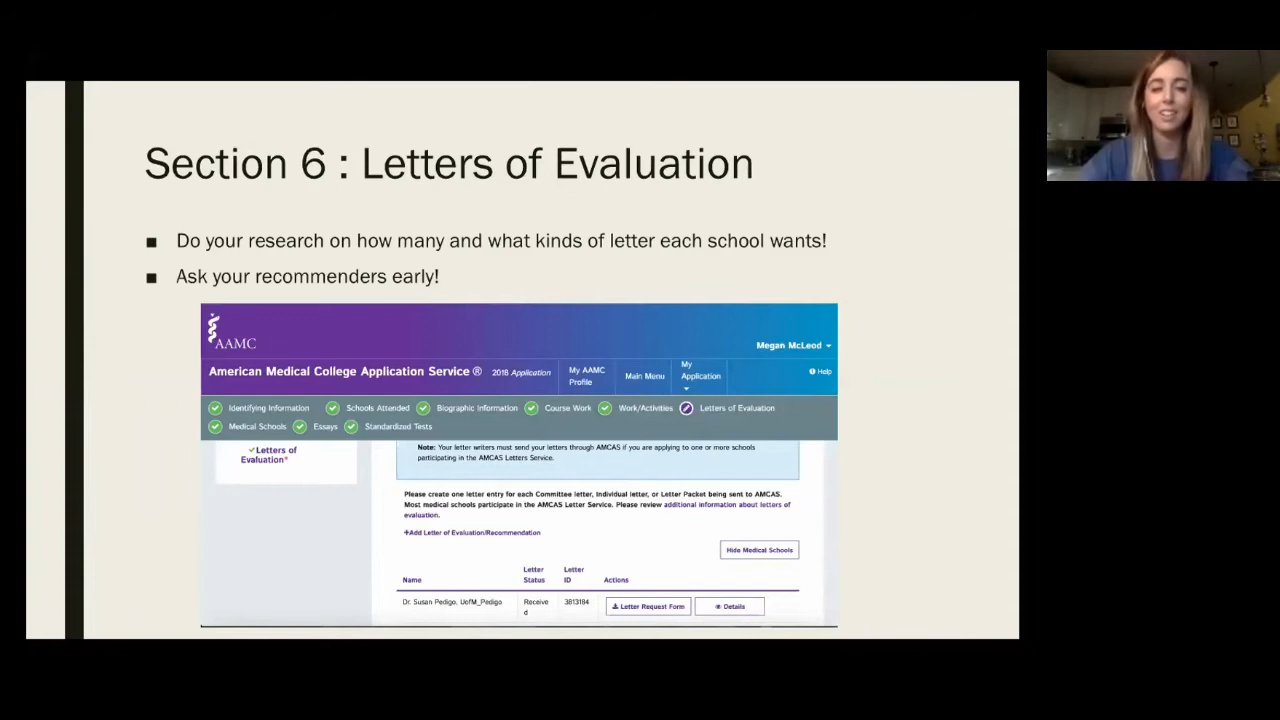 Section 6 : Letters of Evaluation
■ Do your research on how many and what kinds of letter each school wants!
■ Ask your recommenders early!
AAMC
Megan McLeod
American Medical College Application Service ® 2018 Application
My AAMC Profile
Main Menu
My Application
Help
Identifying Information
Schools Attended
Biographic Information
Course Work
Work/Activities
Letters of Evaluation
Medical Schools
Essays
Standardized Tests
Letters of
Evaluation*
Note: Your letter writers must send your letters through AMCAS if you are applying to one or more schools
participating in the AMCAS Letters Service.
Please create one letter entry for each Committee letter, Individual letter, or Letter Packet being sent to AMCAS.
Most medical schools participate in the AMCAS Letter Service. Please review additional information about letters of
evaluation.
+Add Letter of Evaluation/Recommendation
Hide Medical Schools
Name
Letter Status
Letter ID
Actions
Dr. Susan Pedigo, UofM_Pedigo
Receive
d
3813184
Letter Request Form
Details